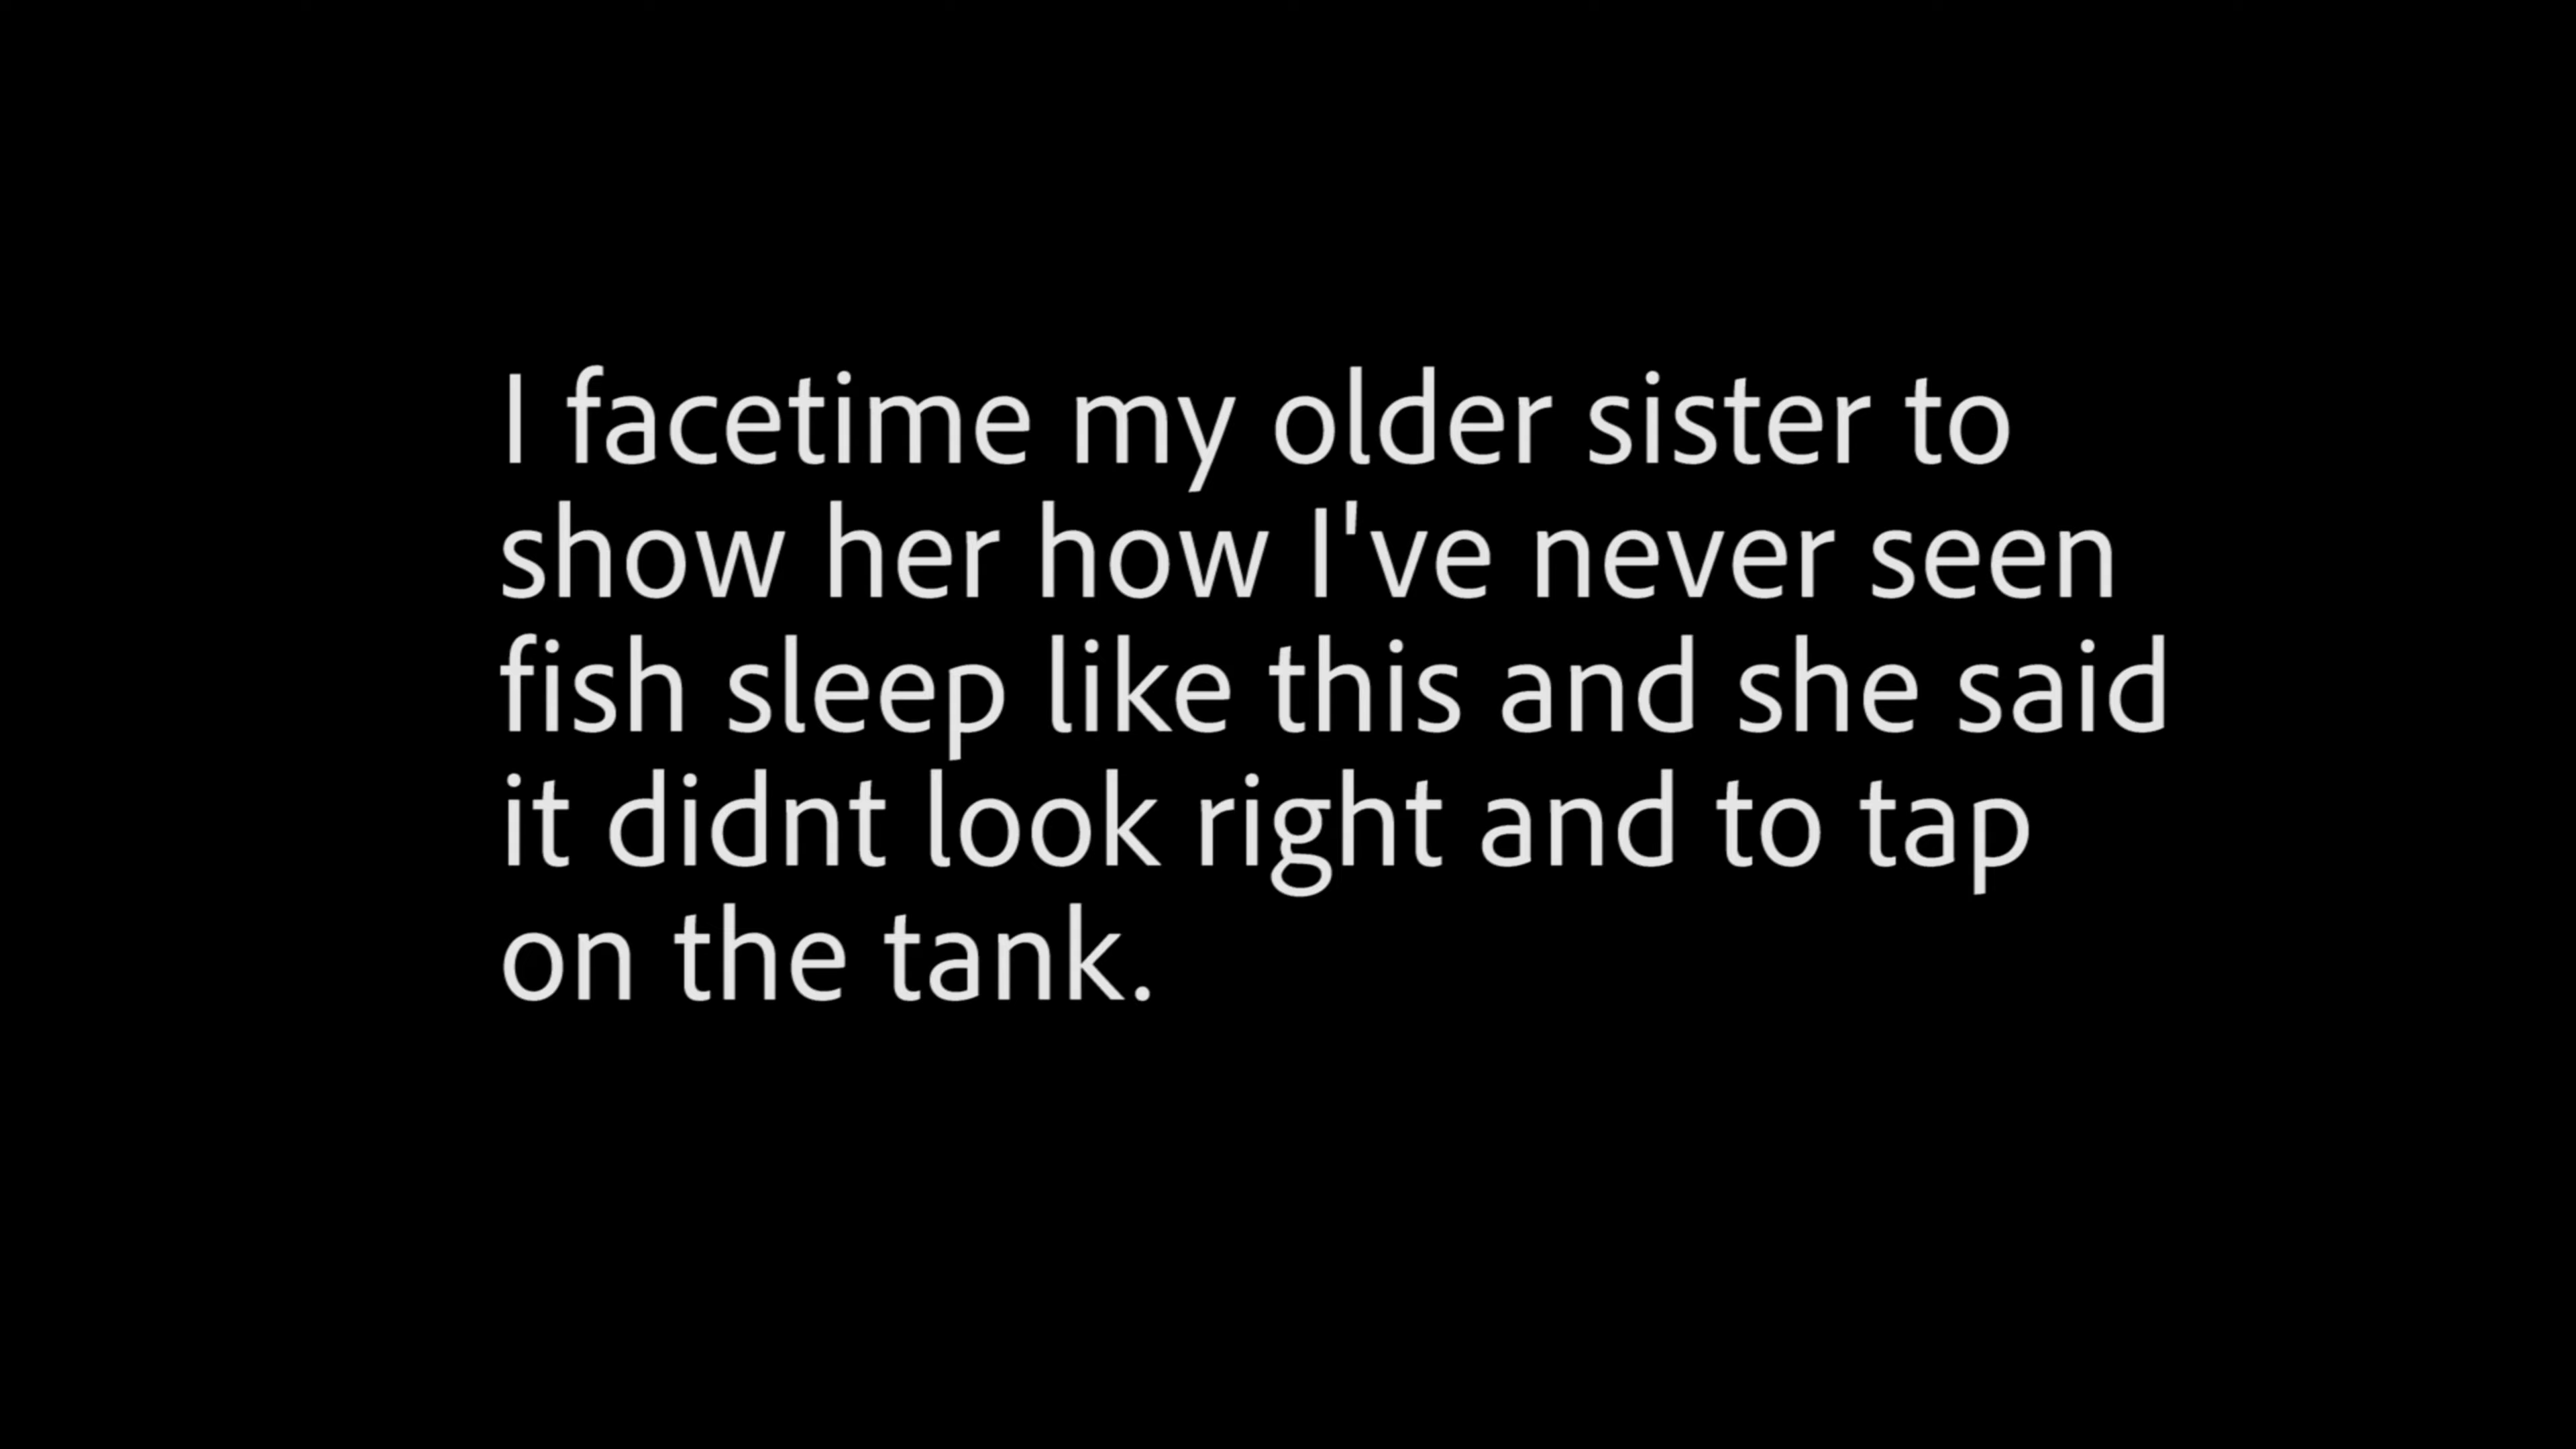 I facetime my older sister to
show her how I've never seen
fish sleep like this and she said
it didnt look right and to tap
on the tank.